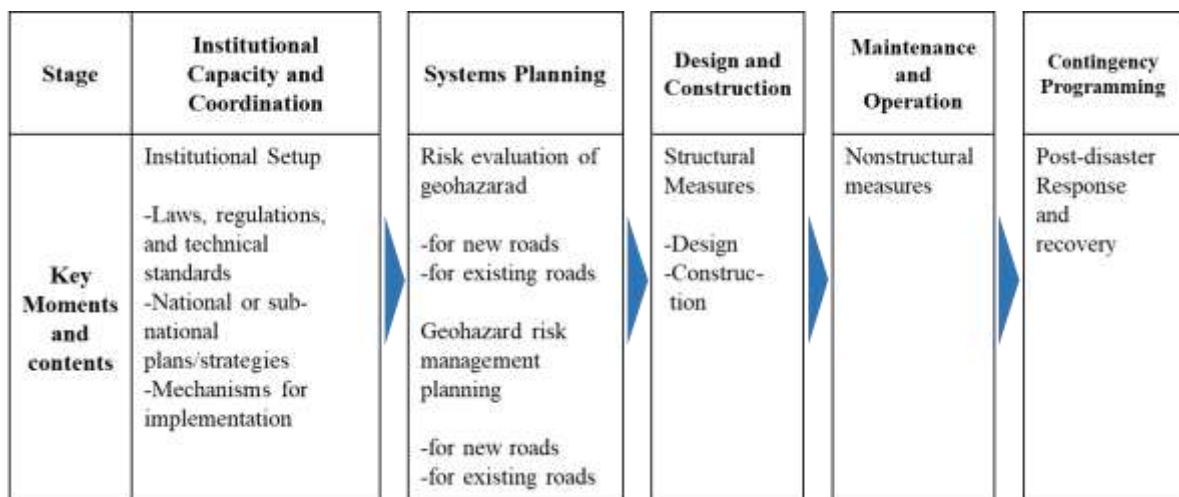 Stage
Institutional
Capacity and
Coordination
Systems Planning
Design and
Construction
Maintenance
and
Operation
Contingency
Programming
Key
Moments
and
contents
Institutional Setup
-Laws, regulations,
and technical
standards
-National or sub-
national
plans/strategies
-Mechanisms for
implementation
Risk evaluation of
geohazarad
-for new roads
-for existing roads
Geohazard risk
management
planning
-for new roads
-for existing roads
Structural
Measures
-Design
-Construc-
tion
Nonstructural
measures
Post-disaster
Response
and
recovery